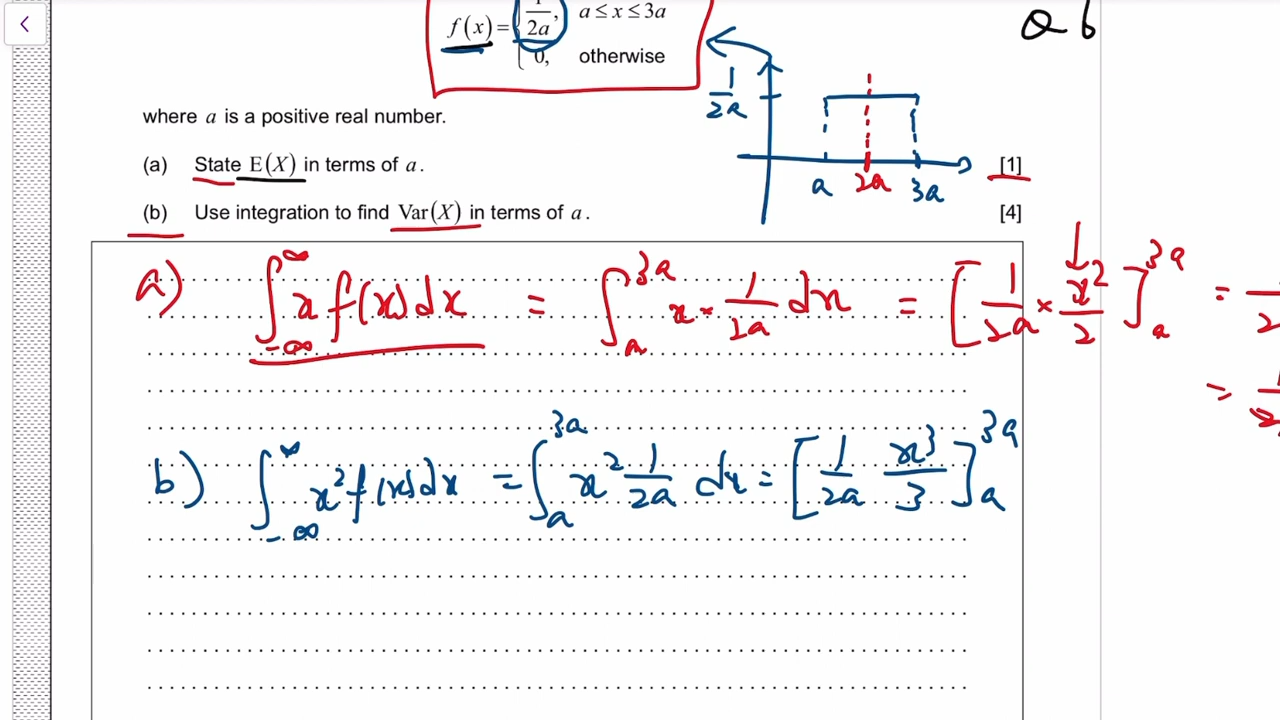 f(x) = { 1/2a, a ≤ x ≤ 3a
0, otherwise
where a is a positive real number.
(a) State E(X) in terms of a. [1]
(b) Use integration to find Var(X) in terms of a. [4]
1/2a
a 2a 3a
a) ∫_{-∞}^{∞} x f(x) dx = ∫_a^{3a} x · 1/2a dx = [1/2a × x²/2]_a^{3a} =
=
b) ∫_{-∞}^{∞} x² f(x) dx = ∫_a^{3a} x² 1/2a dx = [1/2a x³/3]_a^{3a}